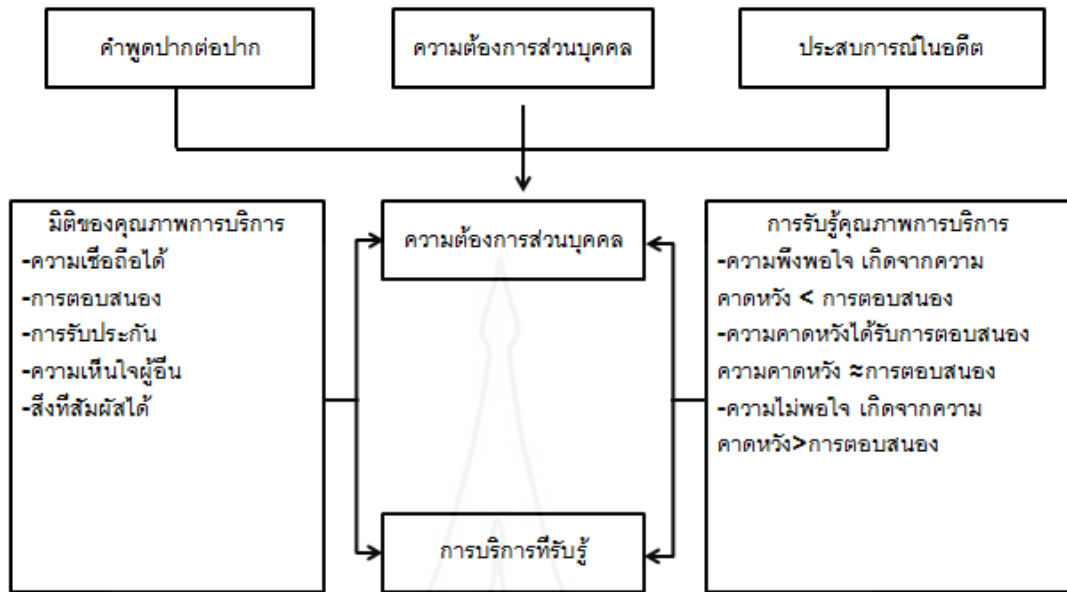 คำพูดปากต่อปาก
ความต้องการส่วนบุคคล
ประสบการณ์ในอดีต
มิติของคุณภาพการบริการ
-ความเชื่อถือได้
-การตอบสนอง
-การรับประกัน
-ความเห็นใจผู้อื่น
-สิ่งที่สัมผัสได้
ความต้องการส่วนบุคคล
การบริการที่รับรู้
การรับรู้คุณภาพการบริการ
-ความพึงพอใจ เกิดจากความ
คาดหวัง < การตอบสนอง
-ความคาดหวังได้รับการตอบสนอง
ความคาดหวัง ≈การตอบสนอง
-ความไม่พอใจ เกิดจากความ
คาดหวัง>การตอบสนอง